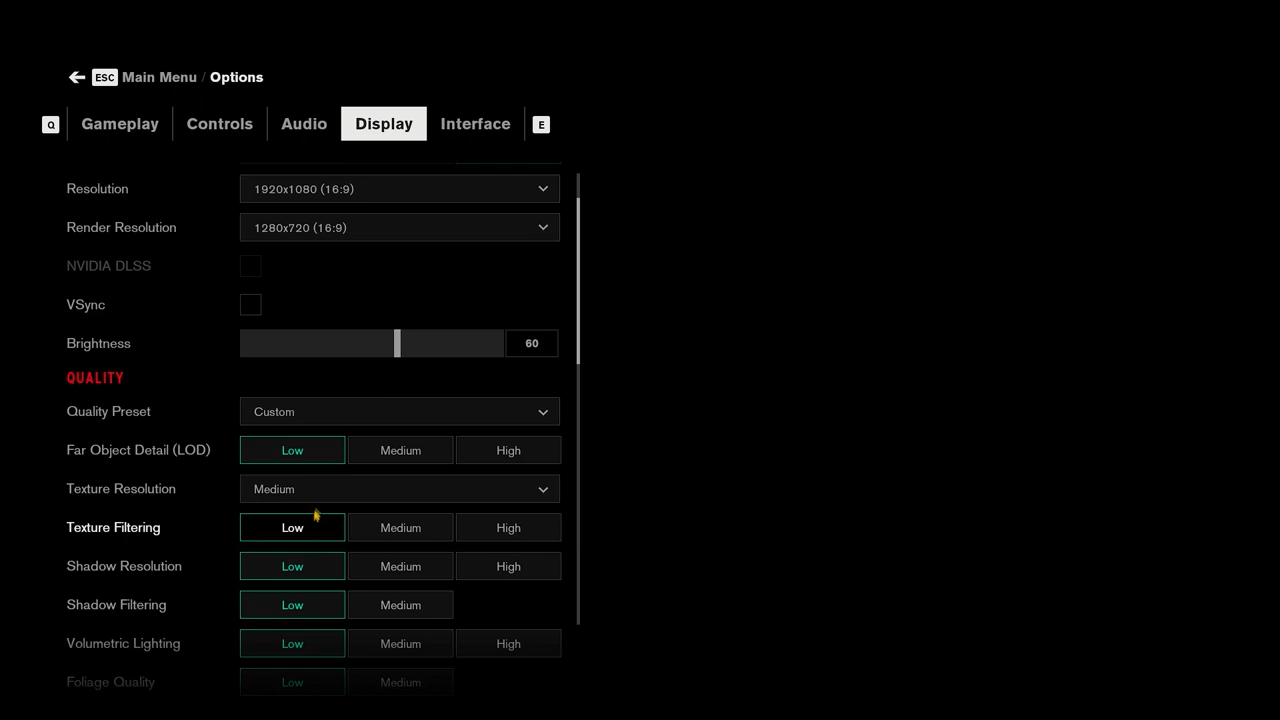 ESC Main Menu / Options
Q Gameplay Controls Audio Display Interface E
Resolution 1920x1080 (16:9)
Render Resolution 1280x720 (16:9)
NVIDIA DLSS
VSync
Brightness 60
QUALITY
Quality Preset Custom
Far Object Detail (LOD) Low Medium High
Texture Resolution Medium
Texture Filtering Low Medium High
Shadow Resolution Low Medium High
Shadow Filtering Low Medium
Volumetric Lighting Low Medium High
Foliage Quality Low Medium